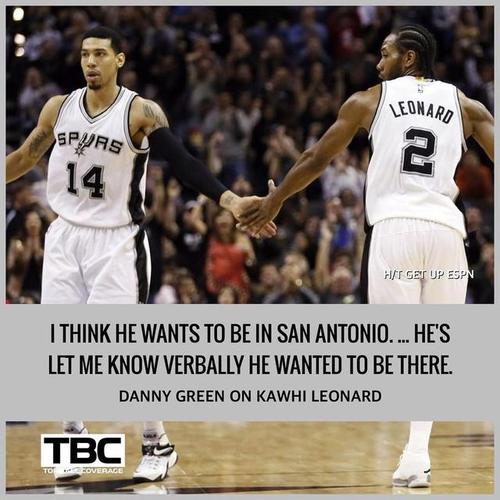 SPURS
14
LEONARD
2
H/T GET UP ESPN
I THINK HE WANTS TO BE IN SAN ANTONIO. ... HE'S
LET ME KNOW VERBALLY HE WANTED TO BE THERE.
DANNY GREEN ON KAWHI LEONARD
TBC
COVERAGE